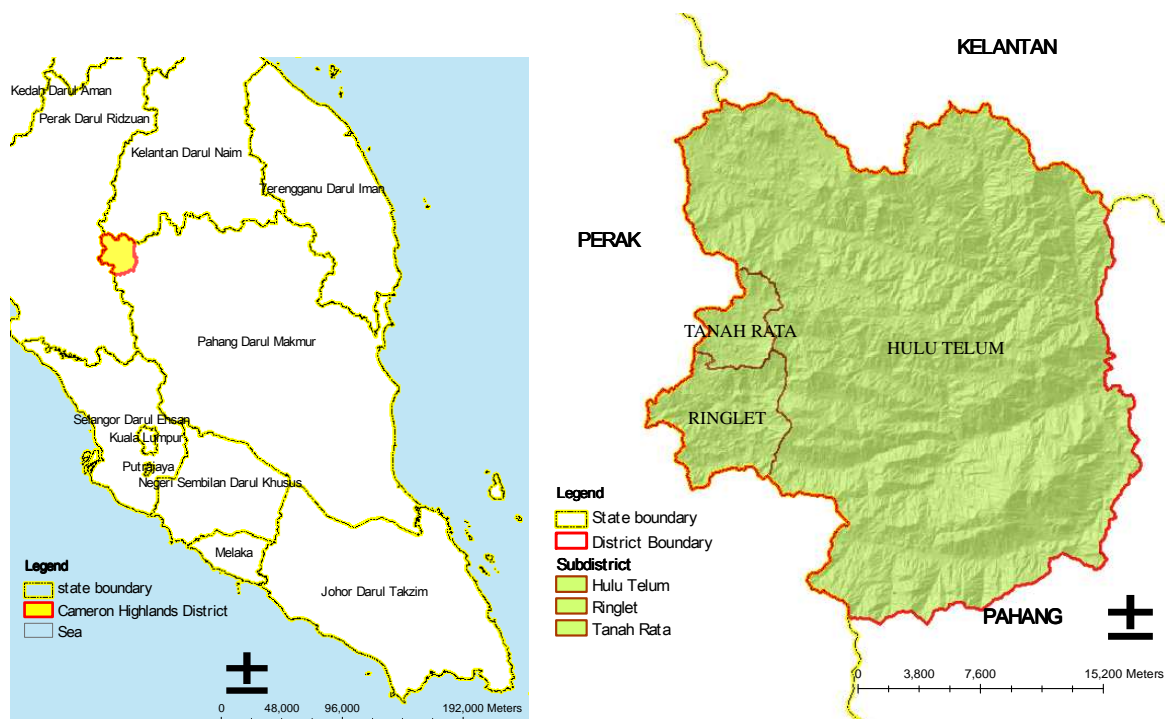 Kedah Darul Aman
Perak Darul Ridzuan
Kelantan Darul Naim
Terengganu Darul Iman
Pahang Darul Makmur
Selangor Darul Ehsan
Kuala Lumpur
Putrajaya
Negeri Sembilan Darul Khusus
Melaka
Johor Darul Takzim
Legend
state boundary
Cameron Highlands District
Sea
0 48,000 96,000 192,000 Meters
KELANTAN
PERAK
TANAH RATA
HULU TELUM
RINGLET
PAHANG
Legend
State boundary
District Boundary
Subdistrict
Hulu Telum
Ringlet
Tanah Rata
0 3,800 7,600 15,200 Meters